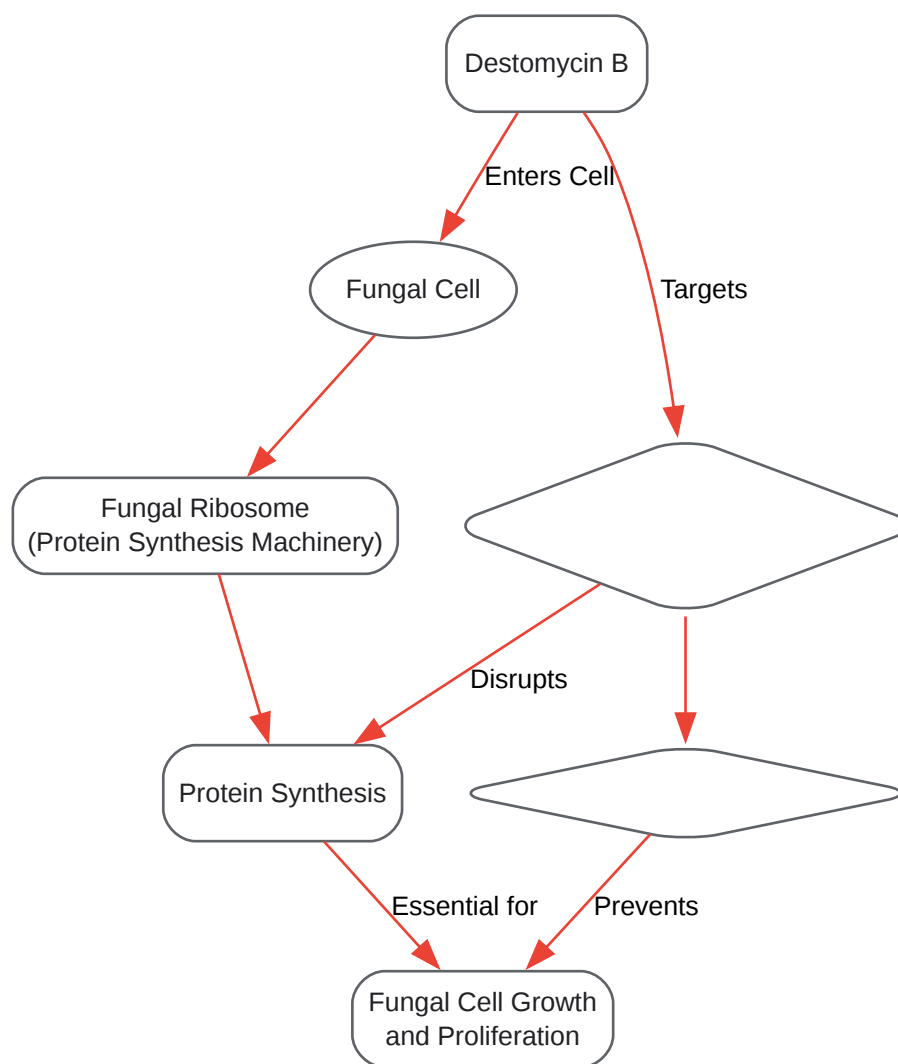 Destomycin B
Enters Cell
Fungal Cell
Targets
Fungal Ribosome
(Protein Synthesis Machinery)
Disrupts
Protein Synthesis
Essential for
Prevents
Fungal Cell Growth
and Proliferation